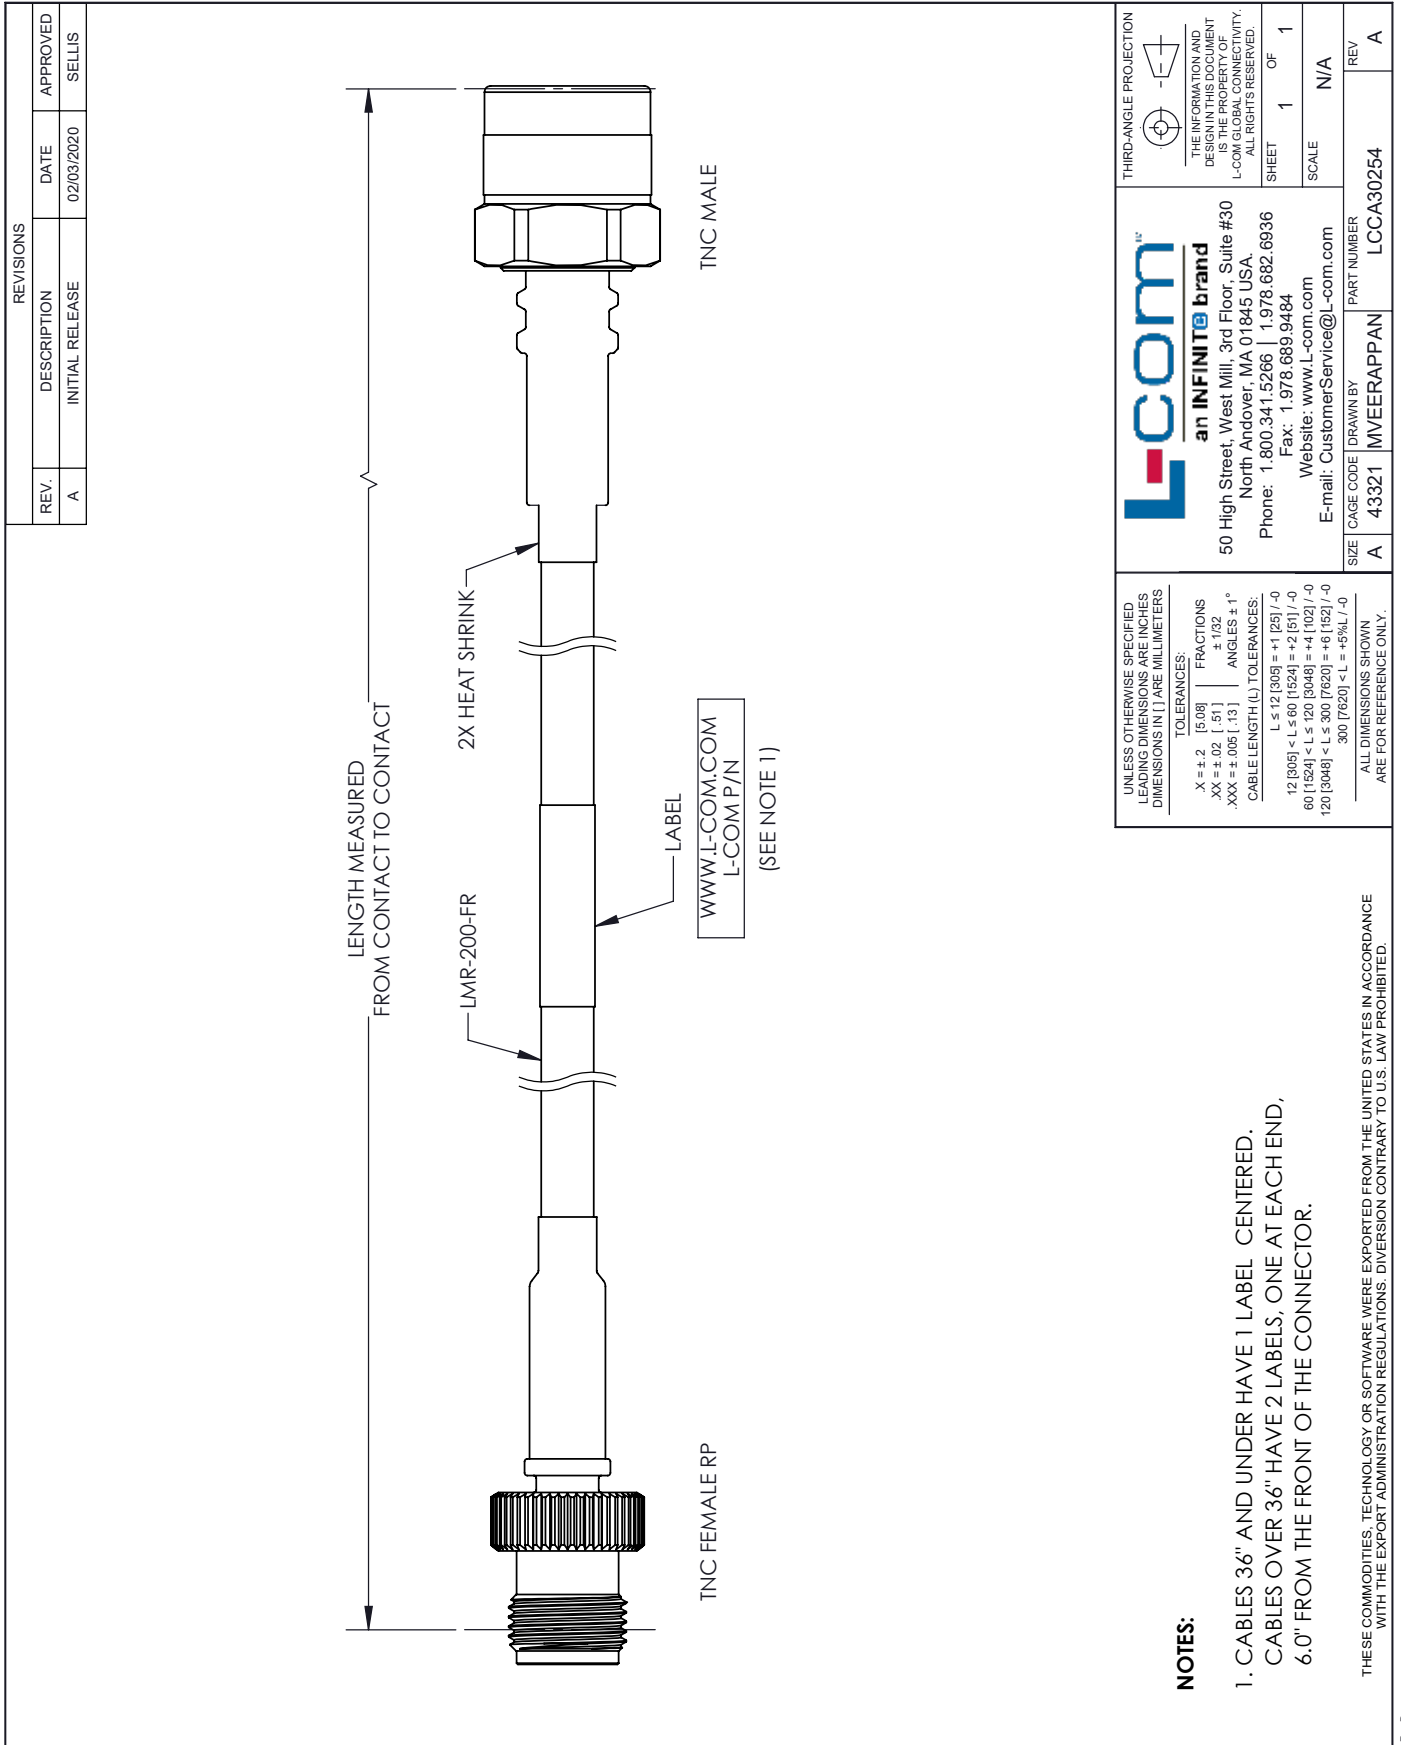 REVISIONS
REV. DESCRIPTION DATE APPROVED
A INITIAL RELEASE 02/03/2020 SELLIS
LENGTH MEASURED
FROM CONTACT TO CONTACT
LMR-200-FR
2X HEAT SHRINK
LABEL
WWW.L-COM.COM
L-COM P/N
(SEE NOTE 1)
TNC FEMALE RP
TNC MALE
NOTES:
1. CABLES 36" AND UNDER HAVE 1 LABEL CENTERED.
CABLES OVER 36" HAVE 2 LABELS, ONE AT EACH END,
6.0" FROM THE FRONT OF THE CONNECTOR.
THESE COMMODITIES, TECHNOLOGY OR SOFTWARE WERE EXPORTED FROM THE UNITED STATES IN ACCORDANCE
WITH THE EXPORT ADMINISTRATION REGULATIONS. DIVERSION CONTRARY TO U.S. LAW PROHIBITED.
UNLESS OTHERWISE SPECIFIED
LEADING DIMENSIONS ARE INCHES
DIMENSIONS IN [ ] ARE MILLIMETERS
TOLERANCES:
.X = ± .2 [5.08] FRACTIONS
.XX = ± .02 [ .51 ] ± 1/32
.XXX = ± .005 [ .13 ] ANGLES ± 1°
CABLE LENGTH (L) TOLERANCES:
L ≤ 12 [305] = +1 [25] / -0
12 [305] < L ≤ 60 [1524] = +2 [51] / -0
60 [1524] < L ≤ 120 [3048] = +4 [102] / -0
120 [3048] < L ≤ 300 [7620] = +6 [152] / -0
300 [7620] < L = +5%L / -0
ALL DIMENSIONS SHOWN
ARE FOR REFERENCE ONLY.
L-com
an INFINITe brand
50 High Street, West Mill, 3rd Floor, Suite #30
North Andover, MA 01845 USA.
Phone: 1.800.341.5266 | 1.978.682.6936
Fax: 1.978.689.9484
Website: www.L-com.com
E-mail: CustomerService@L-com.com
THIRD-ANGLE PROJECTION
THE INFORMATION AND
DESIGN IN THIS DOCUMENT
IS THE PROPERTY OF
L-COM GLOBAL CONNECTIVITY.
ALL RIGHTS RESERVED.
SHEET 1 OF 1
SCALE N/A
SIZE CAGE CODE DRAWN BY PART NUMBER REV
A 43321 MVEERAPPAN LCCA30254 A